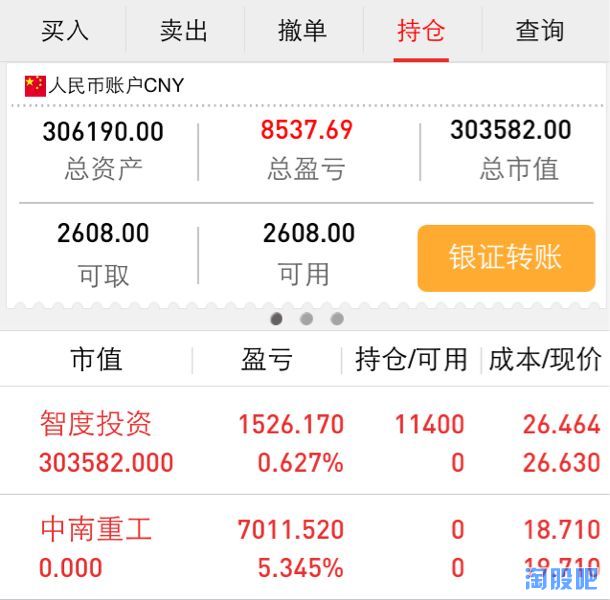 买入 卖出 撤单 持仓 查询
人民币账户CNY
306190.00 8537.69 303582.00
总资产 总盈亏 总市值
2608.00 2608.00
可取 可用 银证转账
市值 盈亏 持仓/可用 成本/现价
智度投资 1526.170 11400 26.464
303582.000 0.627% 0 26.630
中南重工 7011.520 0 18.710
0.000 5.345% 0 19.710
淘股吧